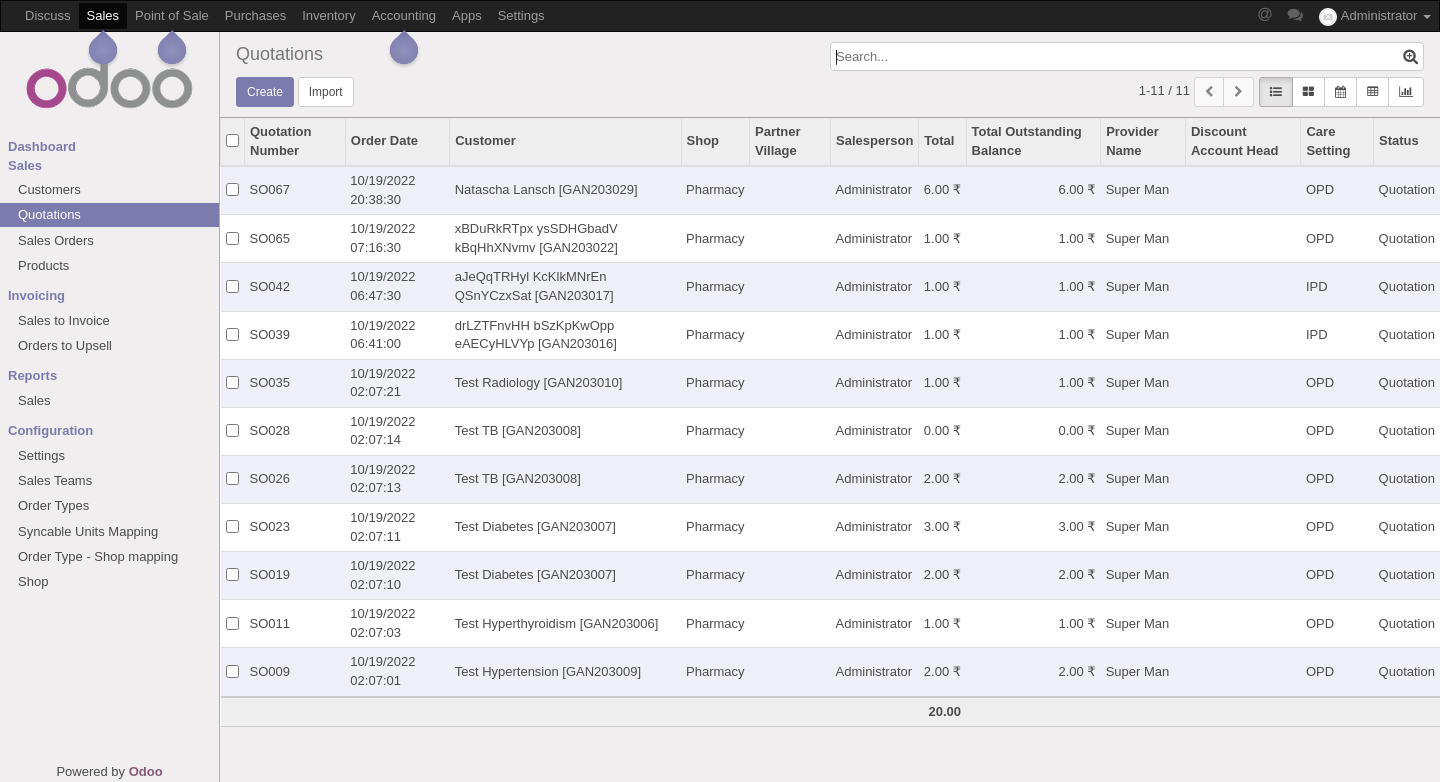 Discuss Sales Point of Sale Purchases Inventory Accounting Apps Settings @ Administrator
odoo
Dashboard
Sales
Customers
Quotations
Sales Orders
Products
Invoicing
Sales to Invoice
Orders to Upsell
Reports
Sales
Configuration
Settings
Sales Teams
Order Types
Syncable Units Mapping
Order Type - Shop mapping
Shop
Powered by Odoo
Quotations
Search...
Create Import
1-11 / 11
Quotation Number Order Date Customer Shop Partner Village Salesperson Total Total Outstanding Balance Provider Name Discount Account Head Care Setting Status
SO067 10/19/2022 20:38:30 Natascha Lansch [GAN203029] Pharmacy Administrator 6.00 ₹ 6.00 ₹ Super Man OPD Quotation
SO065 10/19/2022 07:16:30 xBDuRkRTpx ysSDHGbadV kBqHhXNvmv [GAN203022] Pharmacy Administrator 1.00 ₹ 1.00 ₹ Super Man OPD Quotation
SO042 10/19/2022 06:47:30 aJeQqTRHyl KcKlkMNrEn QSnYCzxSat [GAN203017] Pharmacy Administrator 1.00 ₹ 1.00 ₹ Super Man IPD Quotation
SO039 10/19/2022 06:41:00 drLZTFnvHH bSzKpKwOpp eAECyHLVYp [GAN203016] Pharmacy Administrator 1.00 ₹ 1.00 ₹ Super Man IPD Quotation
SO035 10/19/2022 02:07:21 Test Radiology [GAN203010] Pharmacy Administrator 1.00 ₹ 1.00 ₹ Super Man OPD Quotation
SO028 10/19/2022 02:07:14 Test TB [GAN203008] Pharmacy Administrator 0.00 ₹ 0.00 ₹ Super Man OPD Quotation
SO026 10/19/2022 02:07:13 Test TB [GAN203008] Pharmacy Administrator 2.00 ₹ 2.00 ₹ Super Man OPD Quotation
SO023 10/19/2022 02:07:11 Test Diabetes [GAN203007] Pharmacy Administrator 3.00 ₹ 3.00 ₹ Super Man OPD Quotation
SO019 10/19/2022 02:07:10 Test Diabetes [GAN203007] Pharmacy Administrator 2.00 ₹ 2.00 ₹ Super Man OPD Quotation
SO011 10/19/2022 02:07:03 Test Hyperthyroidism [GAN203006] Pharmacy Administrator 1.00 ₹ 1.00 ₹ Super Man OPD Quotation
SO009 10/19/2022 02:07:01 Test Hypertension [GAN203009] Pharmacy Administrator 2.00 ₹ 2.00 ₹ Super Man OPD Quotation
20.00